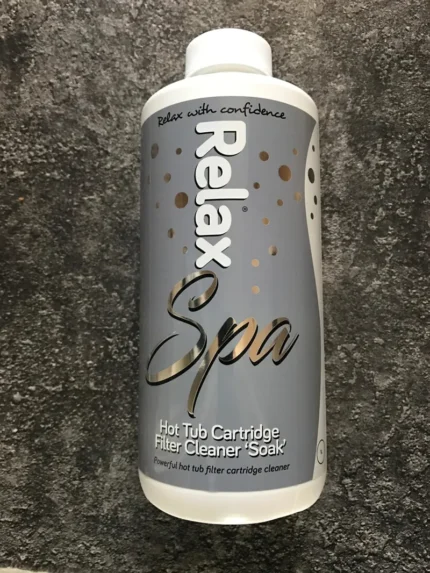 Relax with confidence
Relax®
Spa
Hot Tub Cartridge
Filter Cleaner 'Soak'
Powerful hot tub filter cartridge cleaner